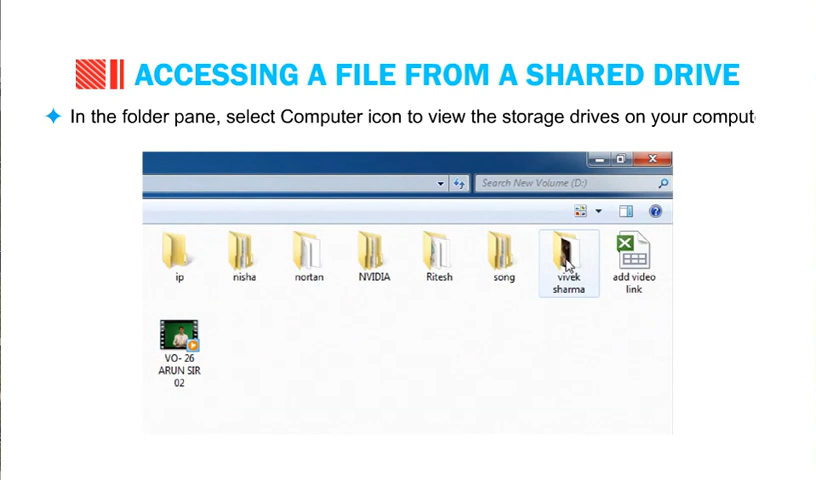 ACCESSING A FILE FROM A SHARED DRIVE
In the folder pane, select Computer icon to view the storage drives on your comput
Search New Volume (D:)
ip
nisha
nortan
NVIDIA
Ritesh
song
vivek
sharma
add video
link
VO- 26
ARUN SIR
02